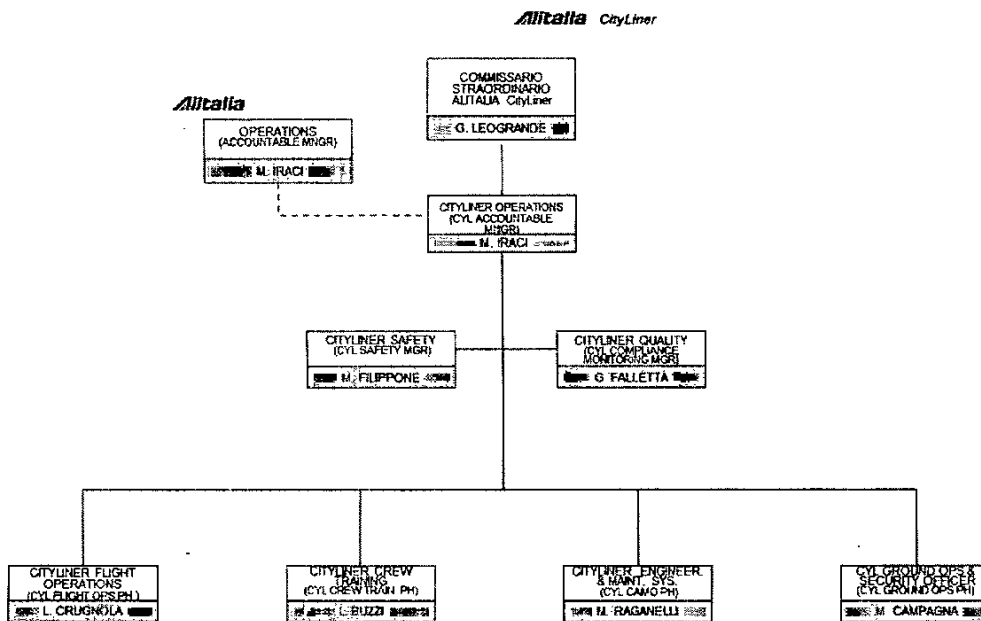 Alitalia CityLiner
COMMISSARIO
STRAORDINARIO
ALITALIA CityLiner
G. LEOGRANDE
Alitalia
OPERATIONS
(ACCOUNTABLE MNGR)
M. IRACI
CITYLINER OPERATIONS
(CYL ACCOUNTABLE
MNGR)
M. IRACI
CITYLINER SAFETY
(CYL SAFETY MGR)
M. FILIPPONE
CITYLINER QUALITY
(CYL COMPLIANCE
MONITORING MGR)
G. FALLETTA
CITYLINER FLIGHT
OPERATIONS
(CYL FLIGHT OPS PH.)
L. CRUGNOLA
CITYLINER CREW
TRAINING
(CYL CREW TRAIN. PH)
L. BUZZI
CITYLINER ENGINEER.
& MAINT. SYS.
(CYL CAMO PH)
M. RAGANELLI
CYL GROUND OPS &
SECURITY OFFICER
(CYL GROUND OPS PH)
M. CAMPAGNA